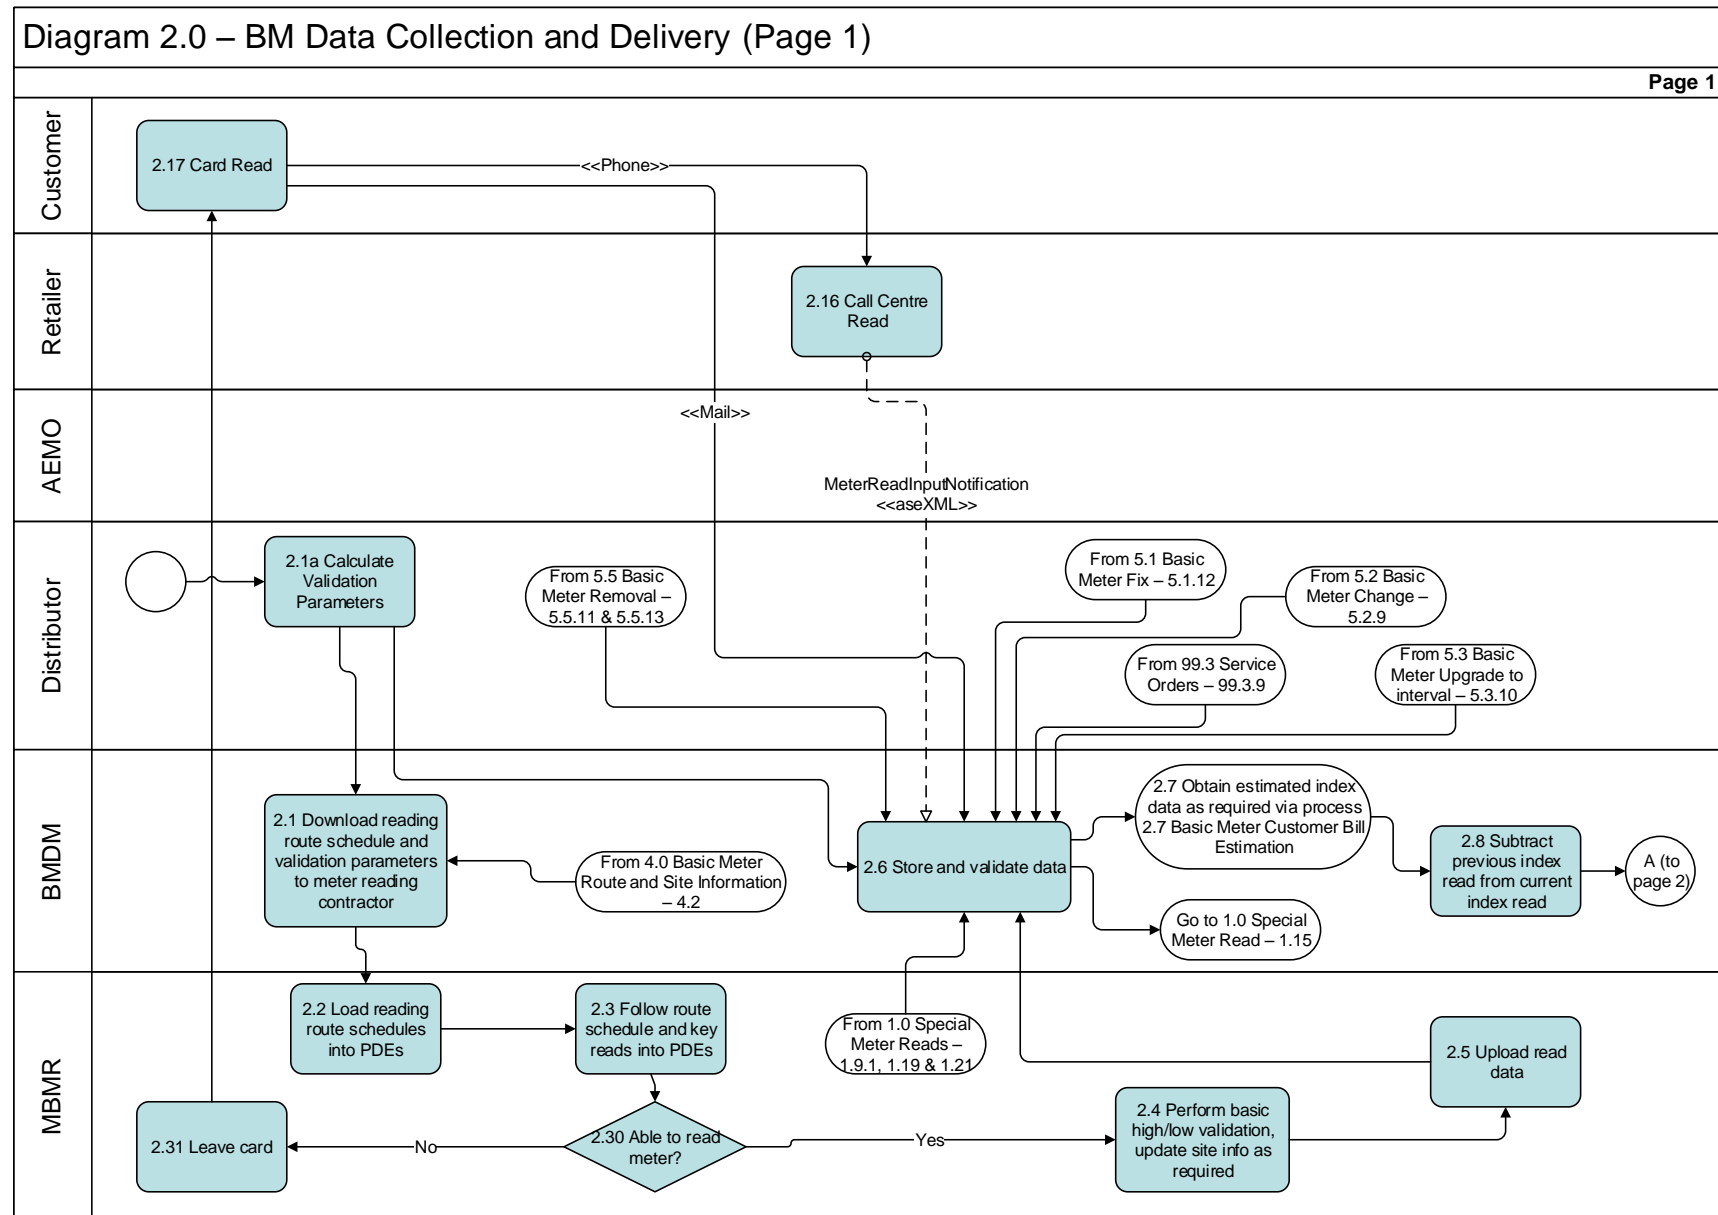 Diagram 2.0 – BM Data Collection and Delivery (Page 1)
Page 1
Customer
2.17 Card Read
<<Phone>>
Retailer
2.16 Call Centre
Read
AEMO
<<Mail>>
MeterReadInputNotification
<<aseXML>>
Distributor
2.1a Calculate
Validation
Parameters
From 5.5 Basic
Meter Removal –
5.5.11 & 5.5.13
From 5.1 Basic
Meter Fix – 5.1.12
From 5.2 Basic
Meter Change –
5.2.9
From 99.3 Service
Orders – 99.3.9
From 5.3 Basic
Meter Upgrade to
interval – 5.3.10
BMDM
2.1 Download reading
route schedule and
validation parameters
to meter reading
contractor
From 4.0 Basic Meter
Route and Site Information
– 4.2
2.6 Store and validate data
2.7 Obtain estimated index
data as required via process
2.7 Basic Meter Customer Bill
Estimation
Go to 1.0 Special
Meter Read – 1.15
2.8 Subtract
previous index
read from current
index read
A (to
page 2)
MBMR
2.2 Load reading
route schedules
into PDEs
2.3 Follow route
schedule and key
reads into PDEs
From 1.0 Special
Meter Reads –
1.9.1, 1.19 & 1.21
2.5 Upload read
data
2.31 Leave card
No
2.30 Able to read
meter?
Yes
2.4 Perform basic
high/low validation,
update site info as
required